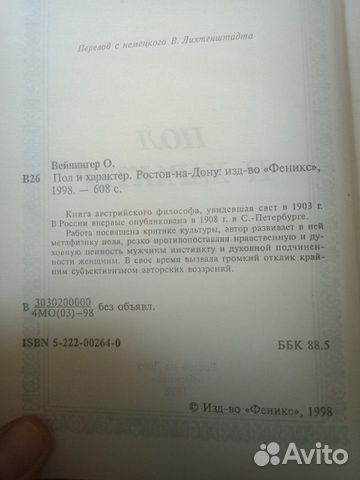 Перевод с немецкого В. Лихтенштадта
Вейнингер О.
В26 Пол и характер. Ростов-на-Дону: изд-во «Феникс»,
1998. — 608 с.
Книга австрийского философа, увидевшая свет в 1903 г.
В России впервые опубликована в 1908 г. в С.-Петербурге.
Работа посвящена критике культуры, автор развивает в ней
метафизику пола, резко противопоставляя нравственную и ду-
ховную ценность мужчины инстинкту и духовной подчинен-
ности женщины. В свое время вызвала громкий отклик край-
ним субъективизмом авторских воззрений.
В 3030200000 без объявл.
4МО(03)—98
ISBN 5-222-00264-0
ББК 88.5
© Изд-во «Феникс», 1998
Avito